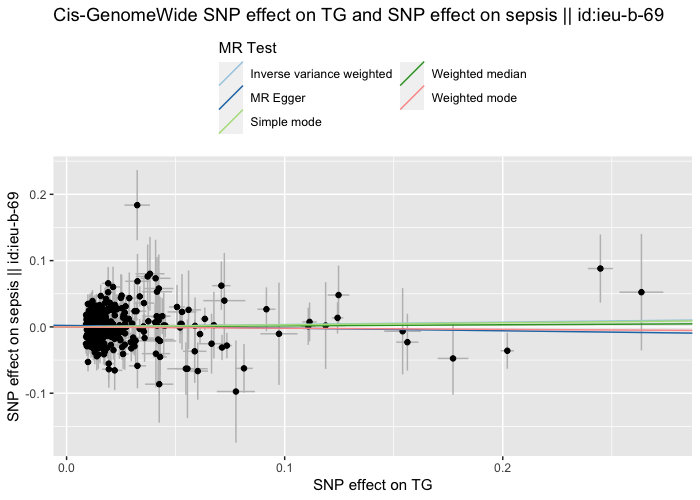 Cis-GenomeWide SNP effect on TG and SNP effect on sepsis || id:ieu-b-69
MR Test
Inverse variance weighted
MR Egger
Simple mode
Weighted median
Weighted mode
SNP effect on sepsis || id:ieu-b-69
0.2
0.1
0.0
-0.1
0.0
0.1
0.2
SNP effect on TG